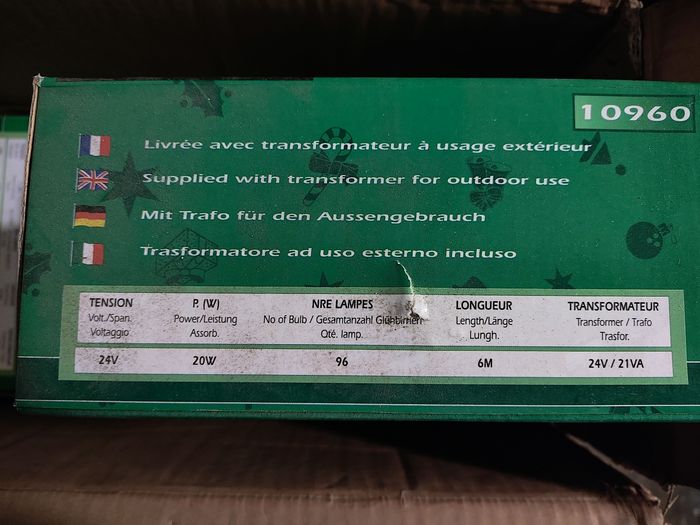 10960
Livrée avec transformateur à usage extérieur
Supplied with transformer for outdoor use
Mit Trafo für den Aussengebrauch
Trasformatore ad uso esterno incluso
TENSION P. (W) NRE LAMPES LONGUEUR TRANSFORMATEUR
Volt./Span. Power/Leistung No of Bulb / Gesamtanzahl Glühbirnen Length/Länge Transformer / Trafo
Voltaggio Assorb. Qté. lamp. Lungh. Trasfor.
24V 20W 96 6M 24V / 21VA